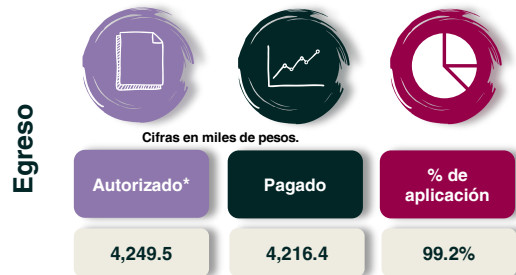 Egreso
Cifras en miles de pesos.
Autorizado*
Pagado
% de
aplicación
4,249.5
4,216.4
99.2%